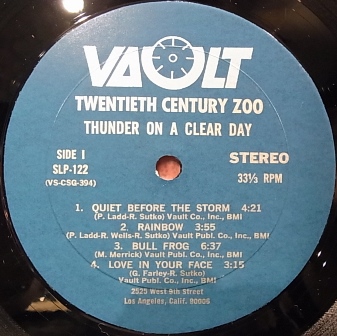 VAULT
TWENTIETH CENTURY ZOO
THUNDER ON A CLEAR DAY
SIDE I
SLP-122
(VS-CSG-394)
STEREO
33⅓ RPM
1. QUIET BEFORE THE STORM 4:21
(P. Ladd-R. Sutko) Vault Co., Inc., BMI
2. RAINBOW 3:55
(P. Ladd-R. Wells-R. Sutko) Vault Publ. Co., Inc., BMI
3. BULL FROG 6:37
(M. Merrick) Vault Publ. Co., Inc., BMI
4. LOVE IN YOUR FACE 3:15
(G. Farley-R. Sutko)
Vault Publ. Co., Inc., BMI
2525 West 9th Street
Los Angeles, Calif. 90006